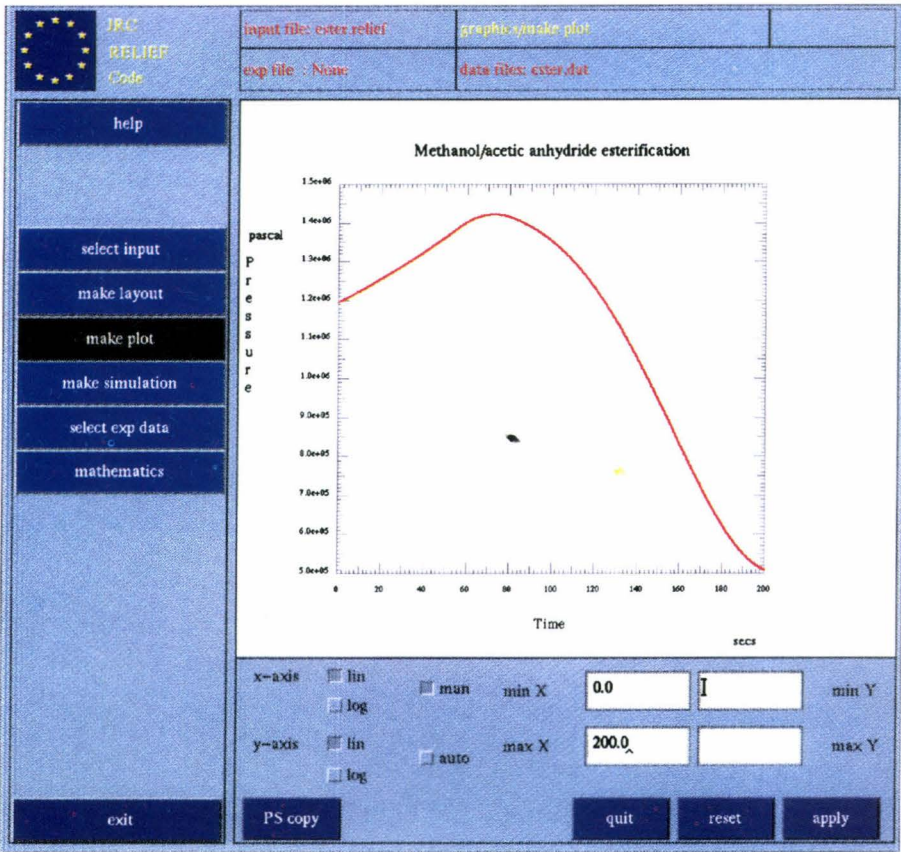 JRC
RELIEF
Code
input file: ester.relief
graphics/make plot
exp file : None
data files: ester.dat
help
select input
make layout
make plot
make simulation
select exp data
mathematics
exit
Methanol/acetic anhydride esterification
pascal
Pressure
1.5e+06
1.4e+06
1.3e+06
1.2e+06
1.1e+06
1.0e+06
9.0e+05
8.0e+05
7.0e+05
6.0e+05
5.0e+05
0 20 40 60 80 100 120 140 160 180 200
Time
secs
x-axis lin man min X 0.0 min Y
log
y-axis lin auto max X 200.0 max Y
log
PS copy quit reset apply